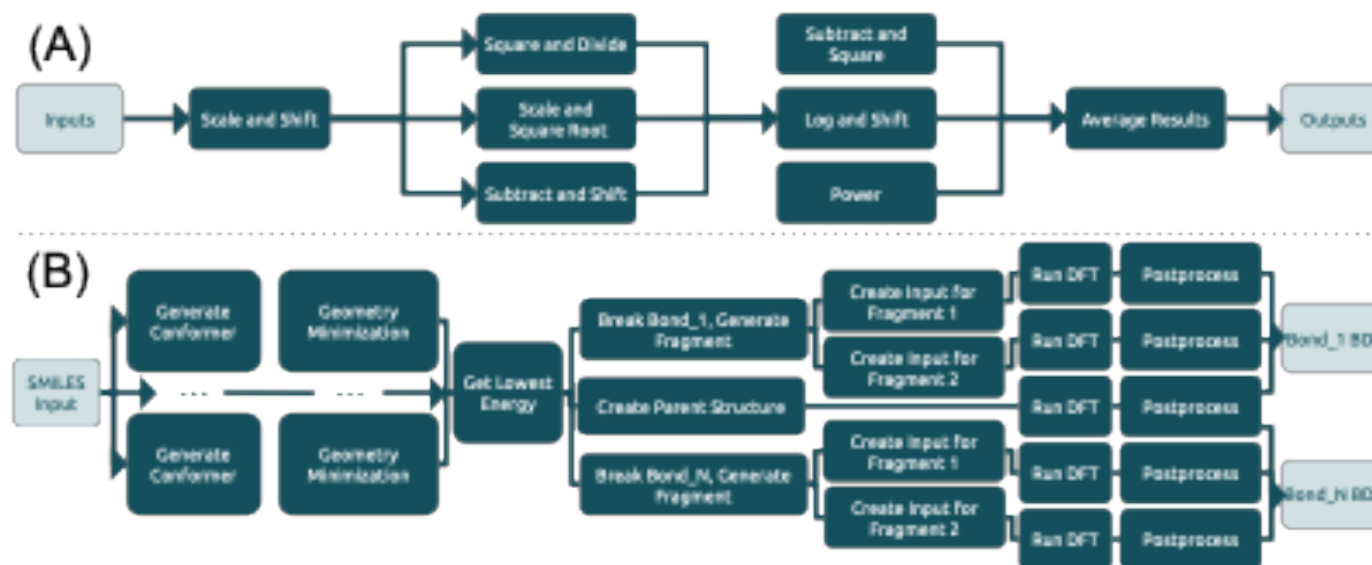 (A)
Inputs
Scale and Shift
Square and Divide
Scale and
Square Root
Subtract and Shift
Subtract and
Square
Log and Shift
Power
Average Results
Outputs
(B)
SMILES
Input
Generate
Conformer
Geometry
Minimization
... ...
Generate
Conformer
Geometry
Minimization
Get Lowest
Energy
Break Bond_1, Generate
Fragment
Create Parent Structure
Break Bond_N, Generate
Fragment
Create Input for
Fragment 1
Create Input for
Fragment 2
Create Input for
Fragment 1
Create Input for
Fragment 2
Run DFT
Postprocess
Run DFT
Postprocess
Run DFT
Postprocess
Run DFT
Postprocess
Run DFT
Postprocess
Bond_1 BD
Bond_N BD